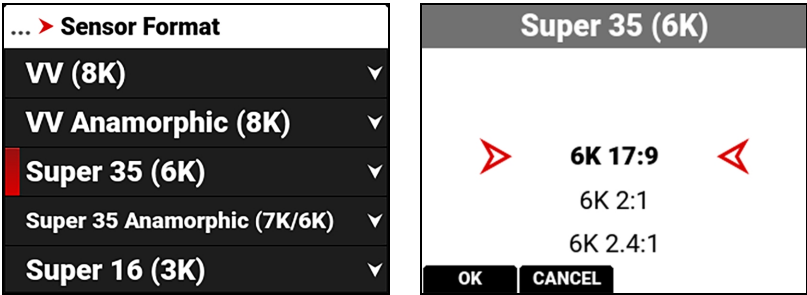 ... Sensor Format
VV (8K)
VV Anamorphic (8K)
Super 35 (6K)
Super 35 Anamorphic (7K/6K)
Super 16 (3K)
Super 35 (6K)
6K 17:9
6K 2:1
6K 2.4:1
OK CANCEL